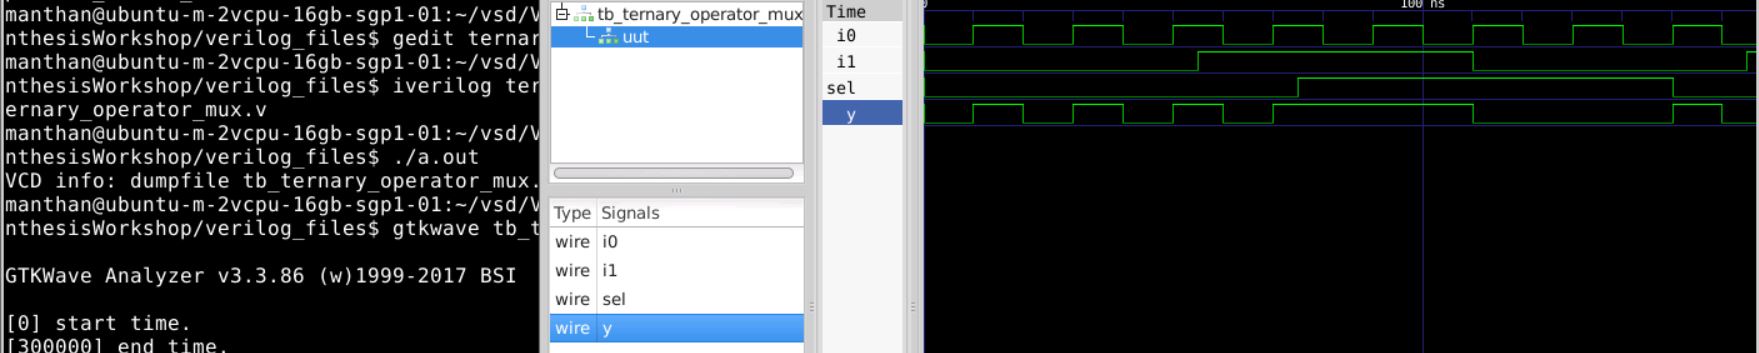 manthan@ubuntu-m-2vcpu-16gb-sgp1-01:~/vsd/V
nthesisWorkshop/verilog_files$ gedit ternar
manthan@ubuntu-m-2vcpu-16gb-sgp1-01:~/vsd/V
nthesisWorkshop/verilog_files$ iverilog ter
ernary_operator_mux.v
manthan@ubuntu-m-2vcpu-16gb-sgp1-01:~/vsd/V
nthesisWorkshop/verilog_files$ ./a.out
VCD info: dumpfile tb_ternary_operator_mux.
manthan@ubuntu-m-2vcpu-16gb-sgp1-01:~/vsd/V
nthesisWorkshop/verilog_files$ gtkwave tb_t
GTKWave Analyzer v3.3.86 (w)1999-2017 BSI
[0] start time.
[300000] end time.
tb_ternary_operator_mux
uut
Type Signals
wire i0
wire i1
wire sel
wire y
Time
i0
i1
sel
y
100 ns